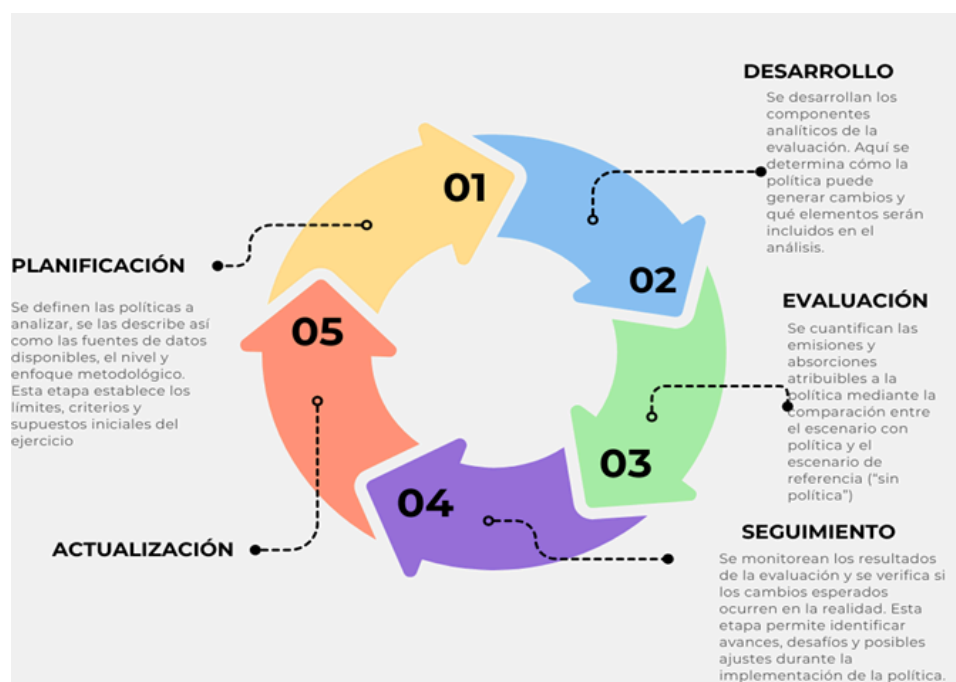 01
PLANIFICACIÓN
Se definen las políticas a
analizar, se las describe así
como las fuentes de datos
disponibles, el nivel y
enfoque metodológico.
Esta etapa establece los
límites, criterios y
supuestos iniciales del
ejercicio
02
DESARROLLO
Se desarrollan los
componentes
analíticos de la
evaluación. Aquí se
determina cómo la
política puede
generar cambios y
qué elementos serán
incluidos en el
análisis.
03
EVALUACIÓN
Se cuantifican las
emisiones y
absorciones
atribuibles a la
política mediante la
comparación entre
el escenario con
política y el
escenario de
referencia (“sin
política”)
04
SEGUIMIENTO
Se monitorean los resultados
de la evaluación y se verifica si
los cambios esperados
ocurren en la realidad. Esta
etapa permite identificar
avances, desafíos y posibles
ajustes durante la
implementación de la política.
05
ACTUALIZACIÓN